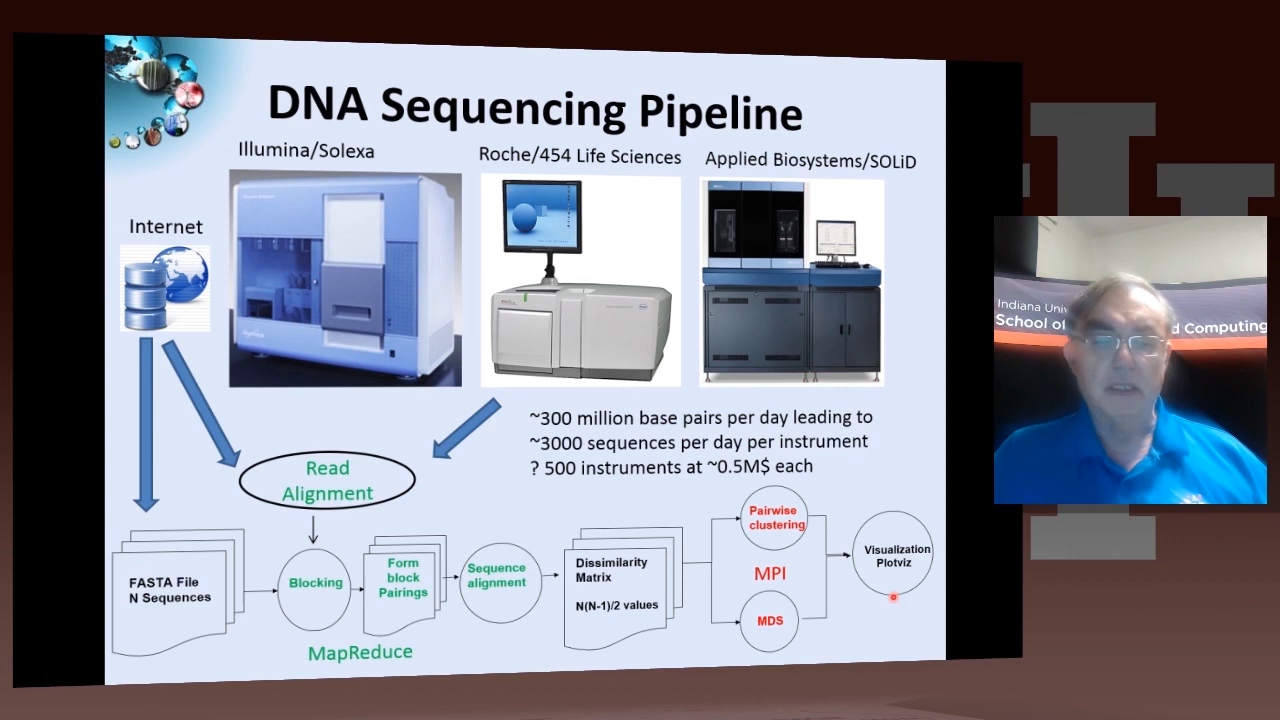 DNA Sequencing Pipeline
Illumina/Solexa
Roche/454 Life Sciences
Applied Biosystems/SOLiD
Internet
~300 million base pairs per day leading to
~3000 sequences per day per instrument
? 500 instruments at ~0.5M$ each
Read
Alignment
FASTA File
N Sequences
Blocking
Form
block
Pairings
Sequence
alignment
Dissimilarity
Matrix
N(N-1)/2 values
Pairwise
clustering
MPI
MDS
Visualization
Plotviz
MapReduce
Indiana Uni
School of d Computing